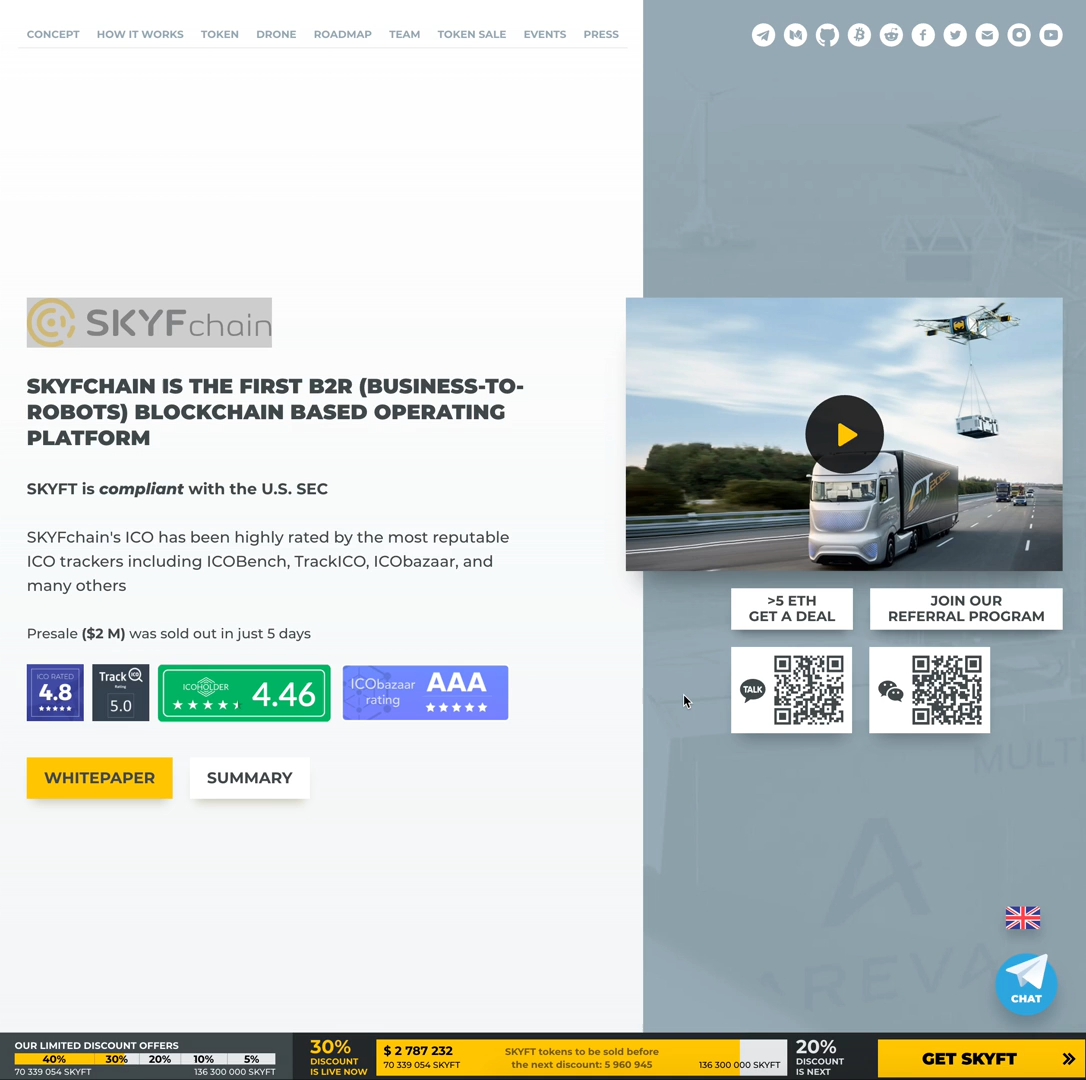 CONCEPT HOW IT WORKS TOKEN DRONE ROADMAP TEAM TOKEN SALE EVENTS PRESS
SKYFchain
SKYFCHAIN IS THE FIRST B2R (BUSINESS-TO-
ROBOTS) BLOCKCHAIN BASED OPERATING
PLATFORM
SKYFT is compliant with the U.S. SEC
SKYFchain's ICO has been highly rated by the most reputable
ICO trackers including ICOBench, TrackICO, ICObazaar, and
many others
Presale ($2 M) was sold out in just 5 days
ICO RATED
4.8
Track ICO
Rating
5.0
ICOHOLDER
4.46
ICObazaar
rating
AAA
WHITEPAPER
SUMMARY
>5 ETH
GET A DEAL
JOIN OUR
REFERRAL PROGRAM
TALK
MULTI
AREVA
CHAT
OUR LIMITED DISCOUNT OFFERS
40% 30% 20% 10% 5%
70 339 054 SKYFT 136 300 000 SKYFT
30%
DISCOUNT
IS LIVE NOW
$ 2 787 232
70 339 054 SKYFT
SKYFT tokens to be sold before
the next discount: 5 960 945
136 300 000 SKYFT
20%
DISCOUNT
IS NEXT
GET SKYFT